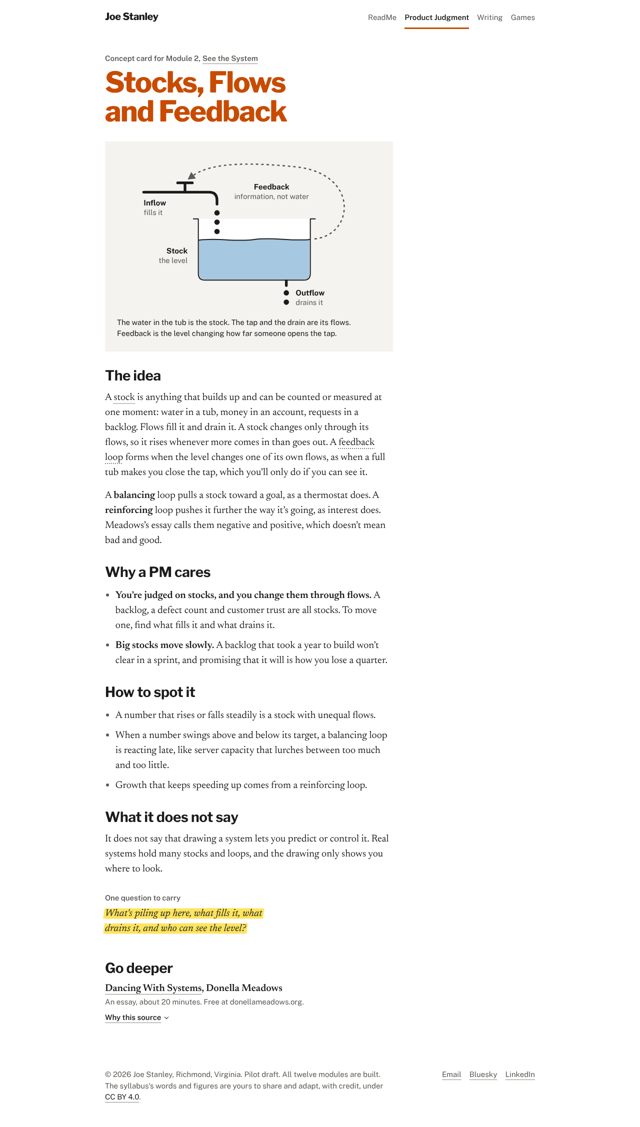 Joe Stanley
ReadMe Product Judgment Writing Games
Concept card for Module 2, See the System
Stocks, Flows
and Feedback
Feedback
information, not water
Inflow
fills it
Stock
the level
Outflow
drains it
The water in the tub is the stock. The tap and the drain are its flows.
Feedback is the level changing how far someone opens the tap.
The idea
A stock is anything that builds up and can be counted or measured at
one moment: water in a tub, money in an account, requests in a
backlog. Flows fill it and drain it. A stock changes only through its
flows, so it rises whenever more comes in than goes out. A feedback
loop forms when the level changes one of its own flows, as when a full
tub makes you close the tap, which you’ll only do if you can see it.
A balancing loop pulls a stock toward a goal, as a thermostat does. A
reinforcing loop pushes it further the way it’s going, as interest does.
Meadows’s essay calls them negative and positive, which doesn’t mean
bad and good.
Why a PM cares
• You’re judged on stocks, and you change them through flows. A
backlog, a defect count and customer trust are all stocks. To move
one, find what fills it and what drains it.
• Big stocks move slowly. A backlog that took a year to build won’t
clear in a sprint, and promising that it will is how you lose a quarter.
How to spot it
• A number that rises or falls steadily is a stock with unequal flows.
• When a number swings above and below its target, a balancing loop
is reacting late, like server capacity that lurches between too much
and too little.
• Growth that keeps speeding up comes from a reinforcing loop.
What it does not say
It does not say that drawing a system lets you predict or control it. Real
systems hold many stocks and loops, and the drawing only shows you
where to look.
One question to carry
What’s piling up here, what fills it, what
drains it, and who can see the level?
Go deeper
Dancing With Systems, Donella Meadows
An essay, about 20 minutes. Free at donellameadows.org.
Why this source
© 2026 Joe Stanley, Richmond, Virginia. Pilot draft. All twelve modules are built.
The syllabus’s words and figures are yours to share and adapt, with credit, under
CC BY 4.0.
Email Bluesky LinkedIn